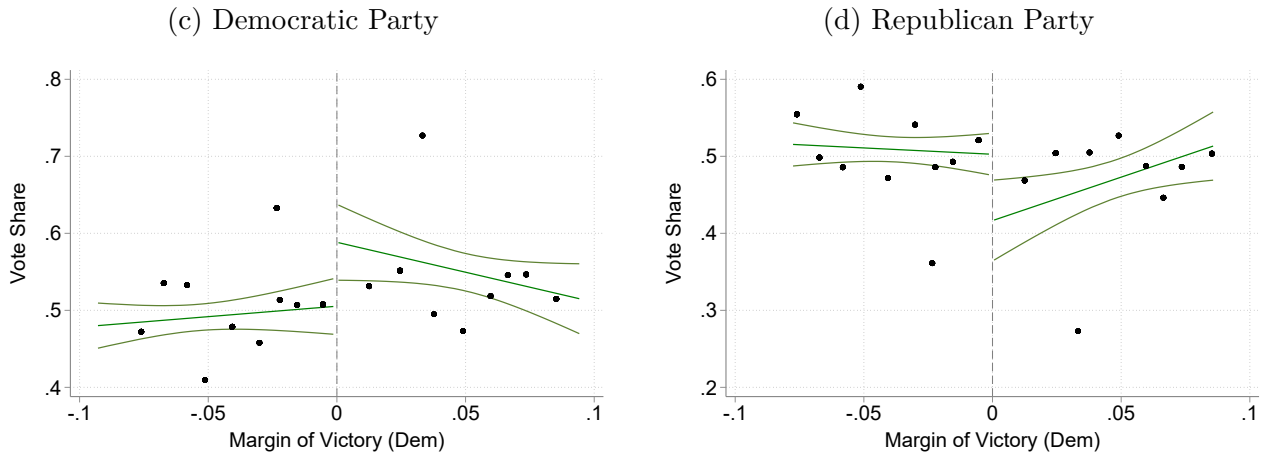 (c) Democratic Party
.8
.7
.6
.5
.4
Vote Share
-.1 -.05 0 .05 .1
Margin of Victory (Dem)
(d) Republican Party
.6
.5
.4
.3
.2
Vote Share
-.1 -.05 0 .05 .1
Margin of Victory (Dem)